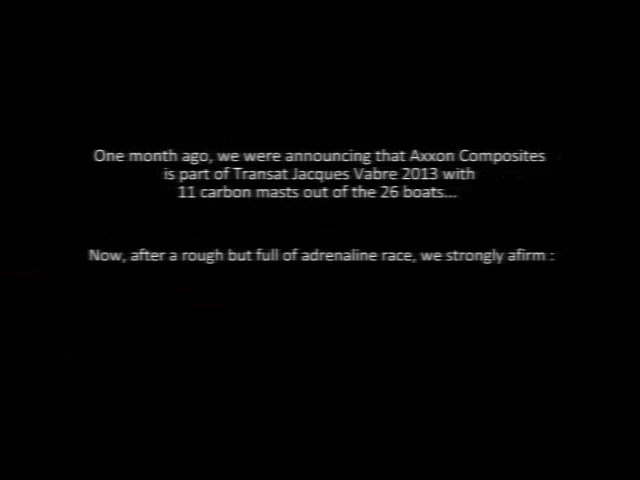 One month ago, we were announcing that Axxon Composites
is part of Transat Jacques Vabre 2013 with
11 carbon masts out of the 26 boats...
Now, after a rough but full of adrenaline race, we strongly afirm :